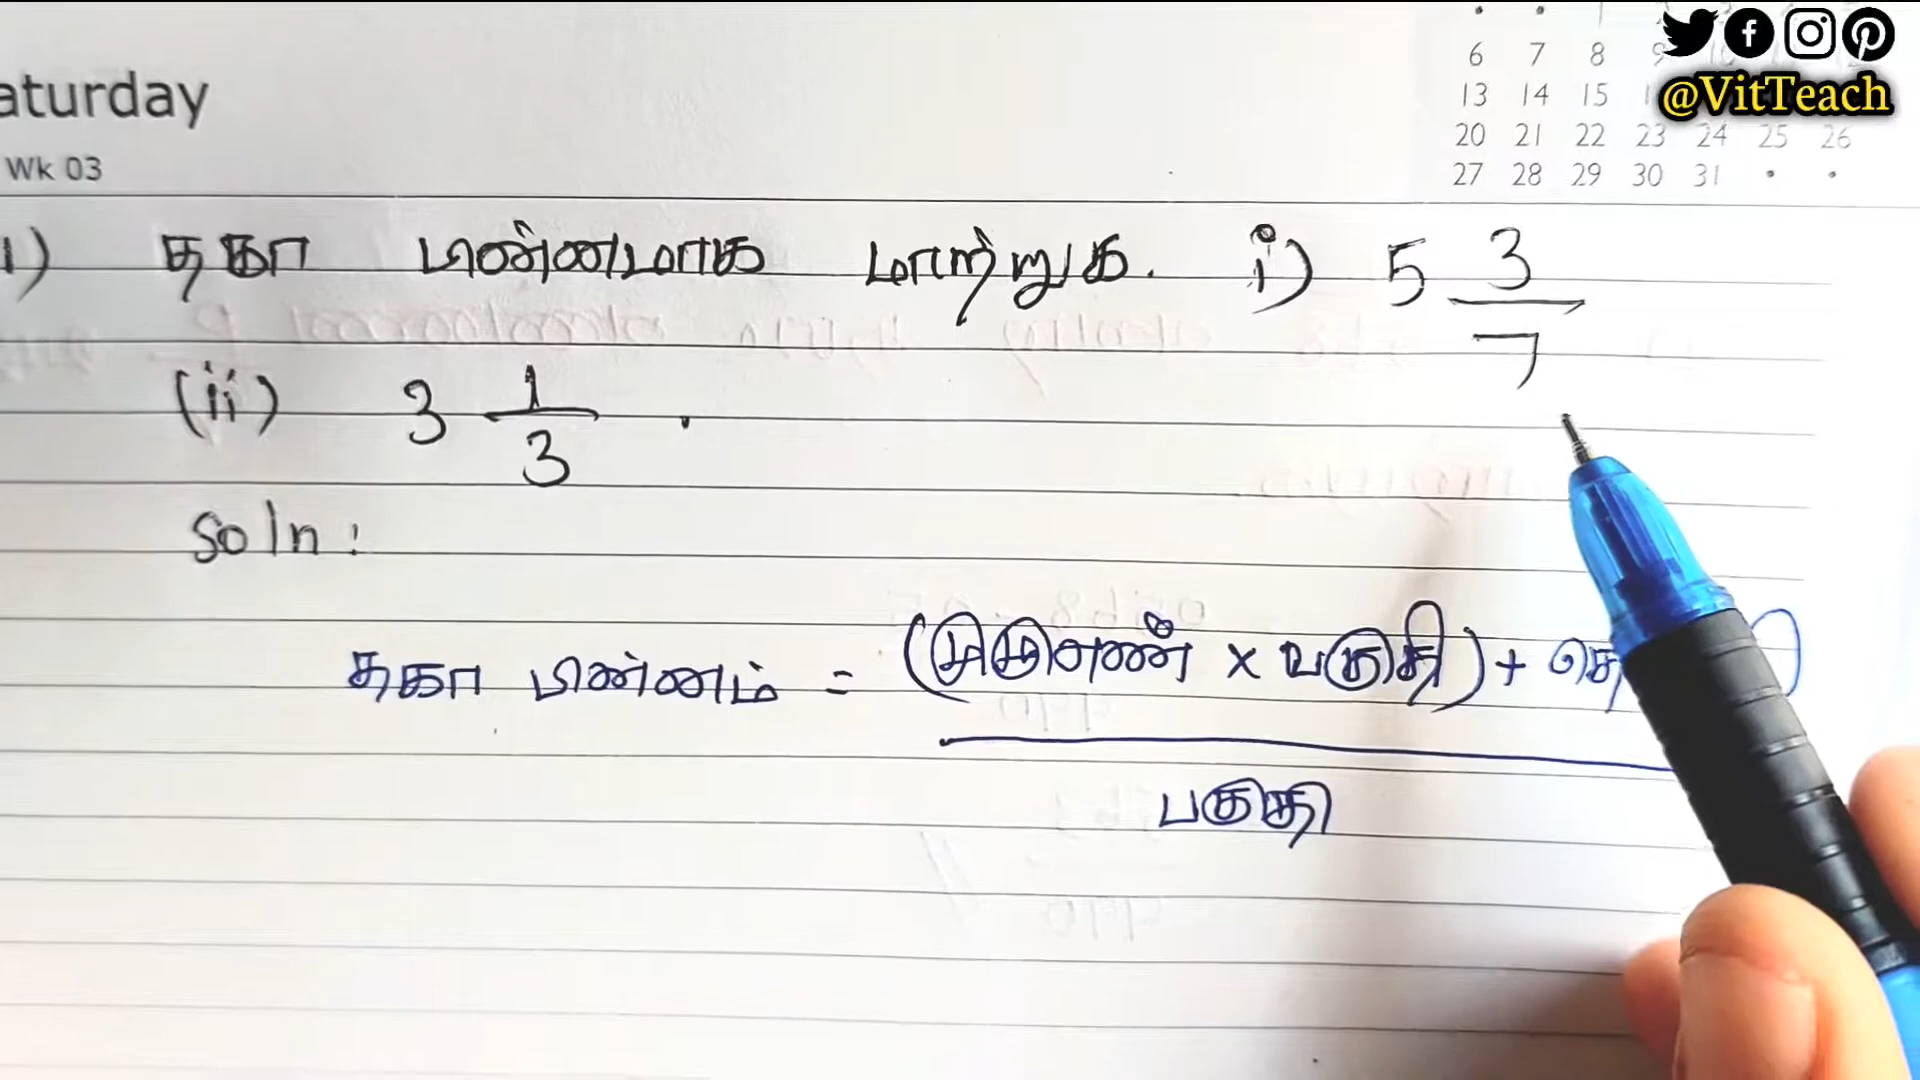 @VitTeach
6 7 8 9
13 14 15
20 21 22 23 24 25 26
27 28 29 30 31
aturday
Wk 03
1) தகா பின்னமாக மாற்றுக. i) 5 3/7
(ii) 3 1/3 .
Soln:
தகா பின்னம் = (முழுஎண் x பகுதி) +
பகுதி